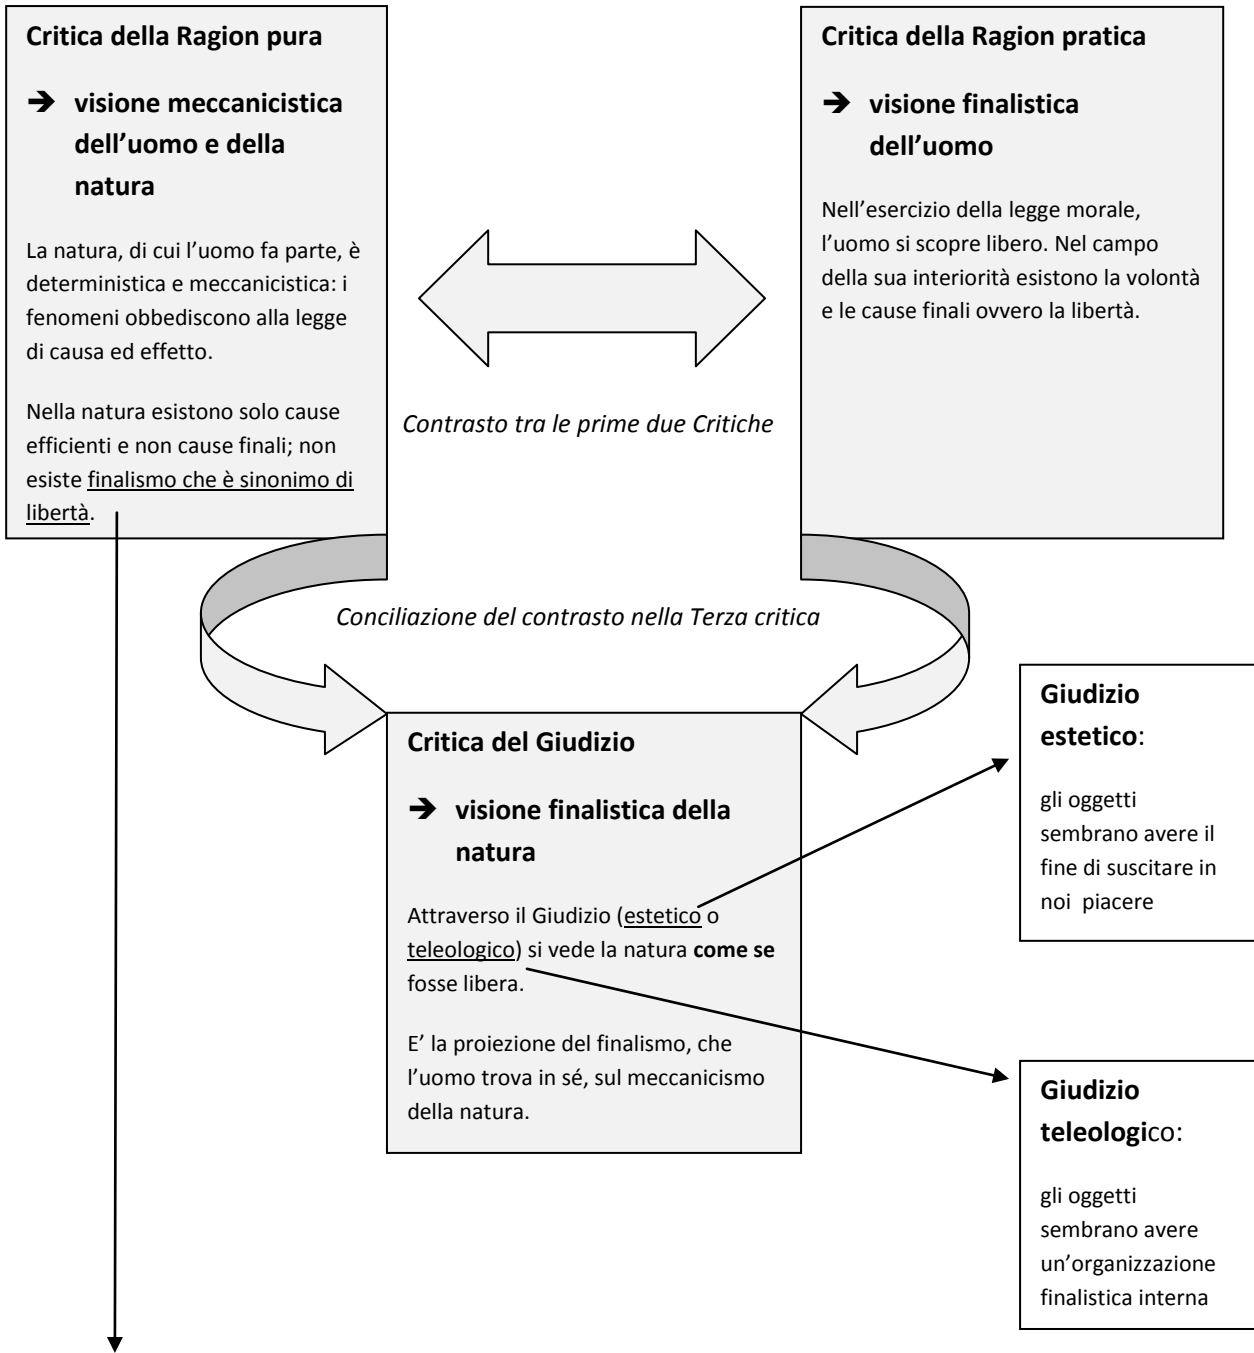 Critica della Ragion pura
➔ visione meccanicistica
dell’uomo e della
natura
La natura, di cui l’uomo fa parte, è
deterministica e meccanicistica: i
fenomeni obbediscono alla legge
di causa ed effetto.
Nella natura esistono solo cause
efficienti e non cause finali; non
esiste finalismo che è sinonimo di
libertà.
Critica della Ragion pratica
➔ visione finalistica
dell’uomo
Nell’esercizio della legge morale,
l’uomo si scopre libero. Nel campo
della sua interiorità esistono la volontà
e le cause finali ovvero la libertà.
Contrasto tra le prime due Critiche
Conciliazione del contrasto nella Terza critica
Critica del Giudizio
➔ visione finalistica della
natura
Attraverso il Giudizio (estetico o
teleologico) si vede la natura come se
fosse libera.
E’ la proiezione del finalismo, che
l’uomo trova in sé, sul meccanicismo
della natura.
Giudizio
estetico:
gli oggetti
sembrano avere il
fine di suscitare in
noi piacere
Giudizio
teleologico:
gli oggetti
sembrano avere
un’organizzazione
finalistica interna